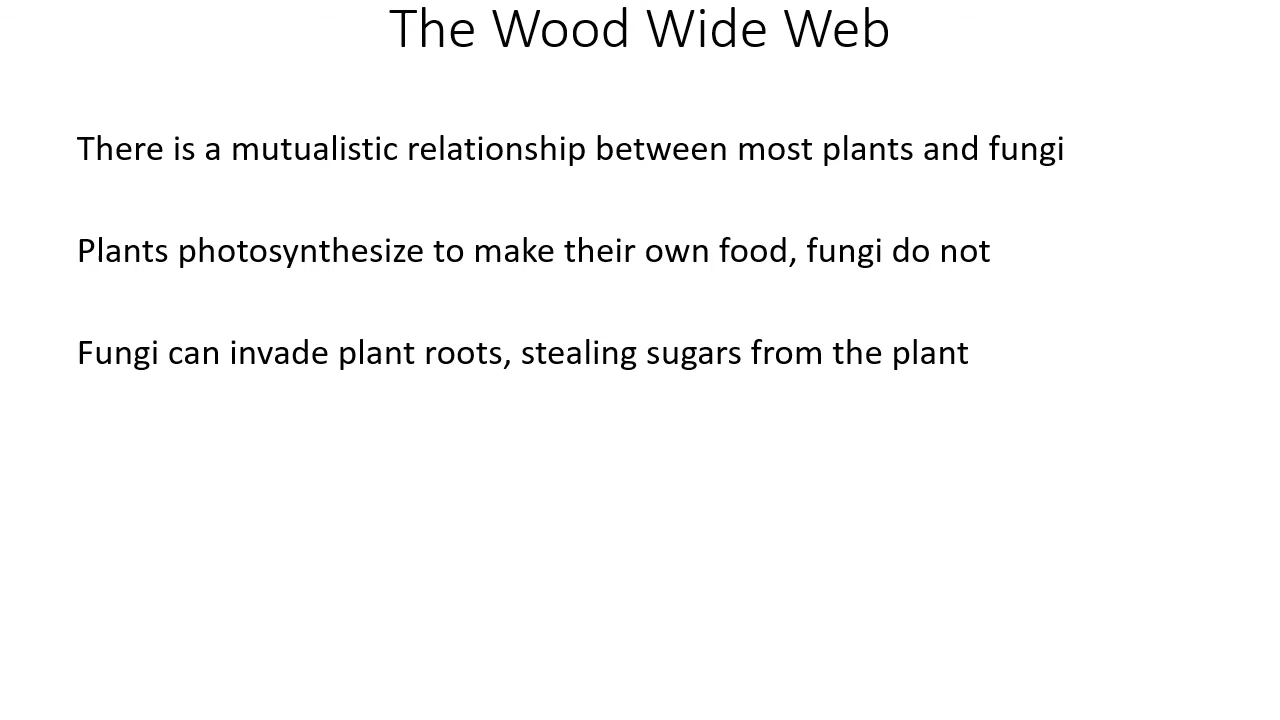 The Wood Wide Web
There is a mutualistic relationship between most plants and fungi
Plants photosynthesize to make their own food, fungi do not
Fungi can invade plant roots, stealing sugars from the plant